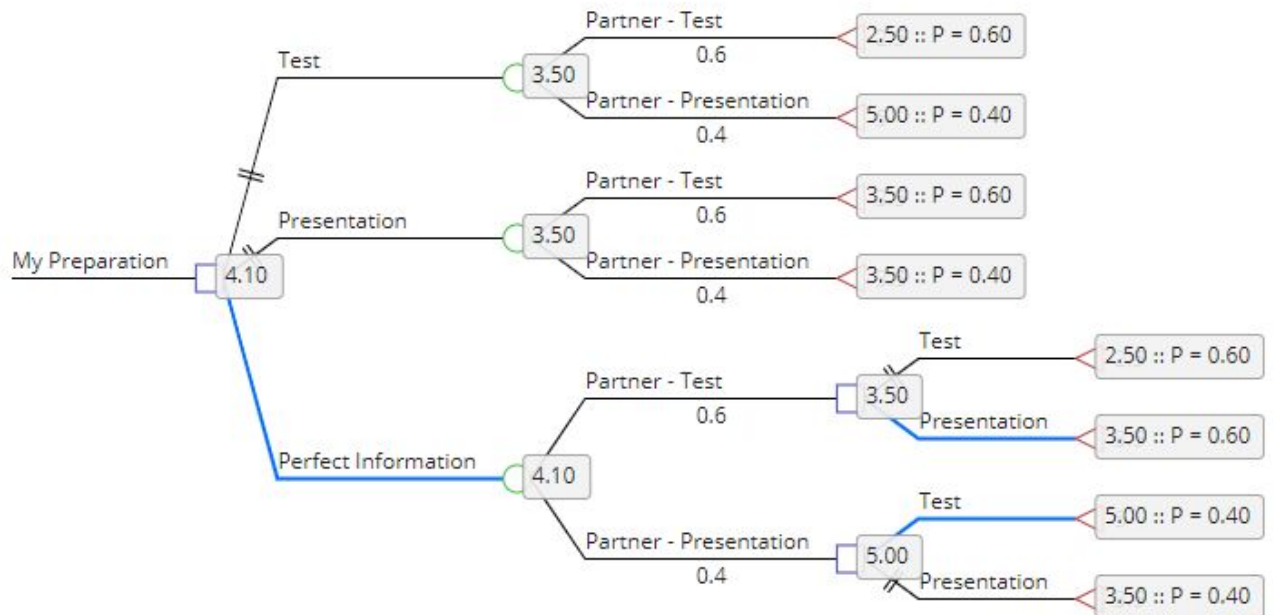 Partner - Test
2.50 :: P = 0.60
0.6
Test
3.50
Partner - Presentation
5.00 :: P = 0.40
0.4
Partner - Test
3.50 :: P = 0.60
0.6
Presentation
3.50
Partner - Presentation
3.50 :: P = 0.40
0.4
My Preparation
4.10
Test
2.50 :: P = 0.60
Partner - Test
3.50
0.6
Presentation
3.50 :: P = 0.60
Perfect Information
4.10
Test
5.00 :: P = 0.40
Partner - Presentation
5.00
0.4
Presentation
3.50 :: P = 0.40